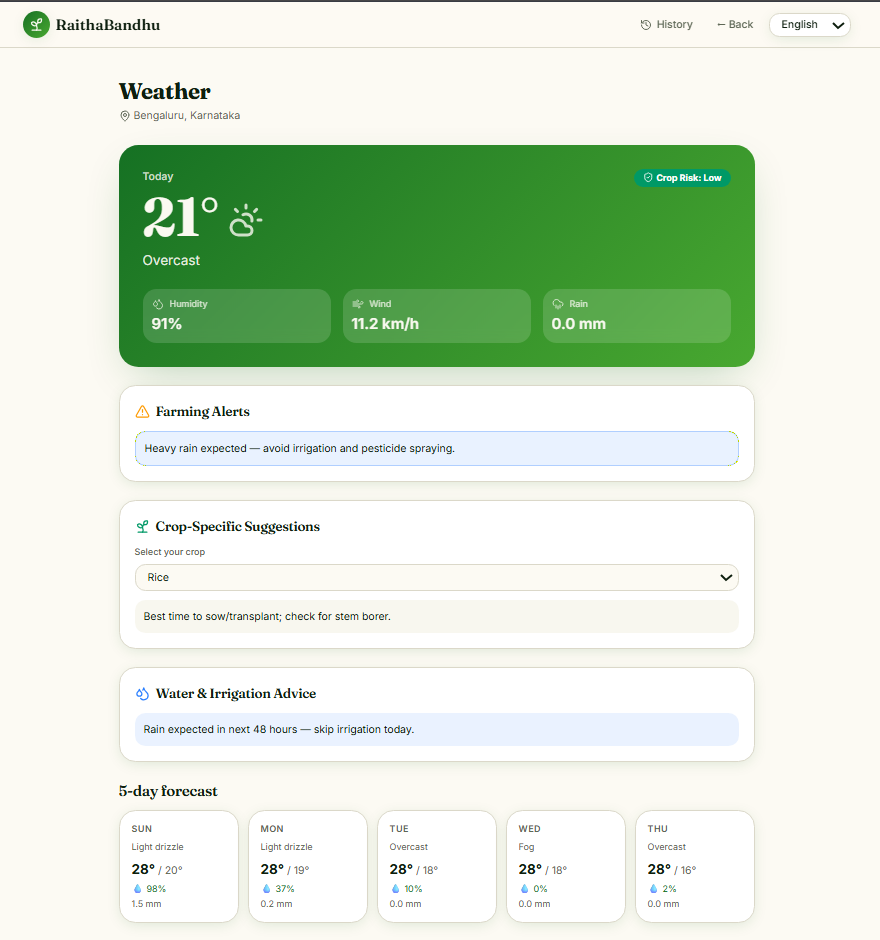 RaithaBandhu
History
← Back
English
Weather
Bengaluru, Karnataka
Today
Crop Risk: Low
21°
Overcast
Humidity
91%
Wind
11.2 km/h
Rain
0.0 mm
Farming Alerts
Heavy rain expected — avoid irrigation and pesticide spraying.
Crop-Specific Suggestions
Select your crop
Rice
Best time to sow/transplant; check for stem borer.
Water & Irrigation Advice
Rain expected in next 48 hours — skip irrigation today.
5-day forecast
SUN
Light drizzle
28° / 20°
💧 98%
1.5 mm
MON
Light drizzle
28° / 19°
💧 37%
0.2 mm
TUE
Overcast
28° / 18°
💧 10%
0.0 mm
WED
Fog
28° / 18°
💧 0%
0.0 mm
THU
Overcast
28° / 16°
💧 2%
0.0 mm